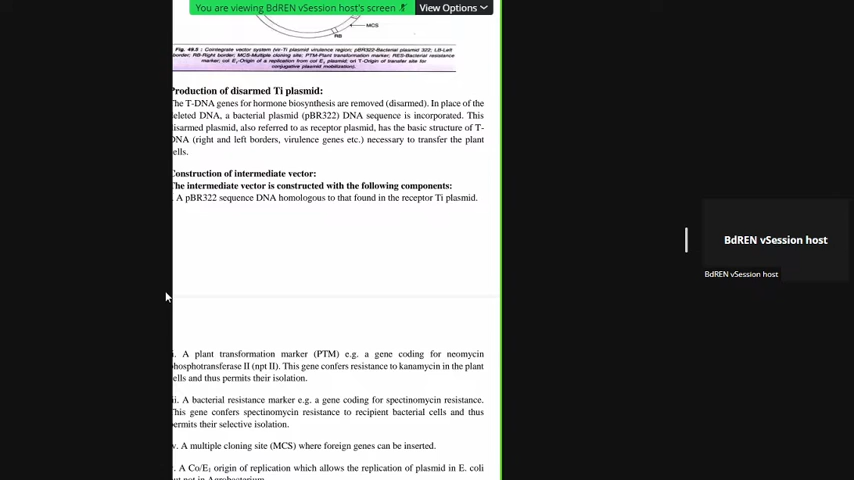 You are viewing BdREN vSession host's screen
View Options
MCS
RB
Fig. 49.5 : Cointegrate vector system (vir-Ti plasmid virulence region; pBR322-Bacterial plasmid 322; LB-Left
border; RB-Right border; MCS-Multiple cloning site; PTM-Plant transformation marker; RES-Bacterial resistance
marker; col E1-Origin of a replication from col E1 plasmid; ori T-Origin of transfer site for
conjugative plasmid mobilization).
Production of disarmed Ti plasmid:
The T-DNA genes for hormone biosynthesis are removed (disarmed). In place of the
deleted DNA, a bacterial plasmid (pBR322) DNA sequence is incorporated. This
disarmed plasmid, also referred to as receptor plasmid, has the basic structure of T-
DNA (right and left borders, virulence genes etc.) necessary to transfer the plant
cells.
Construction of intermediate vector:
The intermediate vector is constructed with the following components:
. A pBR322 sequence DNA homologous to that found in the receptor Ti plasmid.
BdREN vSession host
BdREN vSession host
i. A plant transformation marker (PTM) e.g. a gene coding for neomycin
phosphotransferase II (npt II). This gene confers resistance to kanamycin in the plant
cells and thus permits their isolation.
ii. A bacterial resistance marker e.g. a gene coding for spectinomycin resistance.
This gene confers spectinomycin resistance to recipient bacterial cells and thus
permits their selective isolation.
v. A multiple cloning site (MCS) where foreign genes can be inserted.
. A Co/E1 origin of replication which allows the replication of plasmid in E. coli
but not in Agrobacterium.